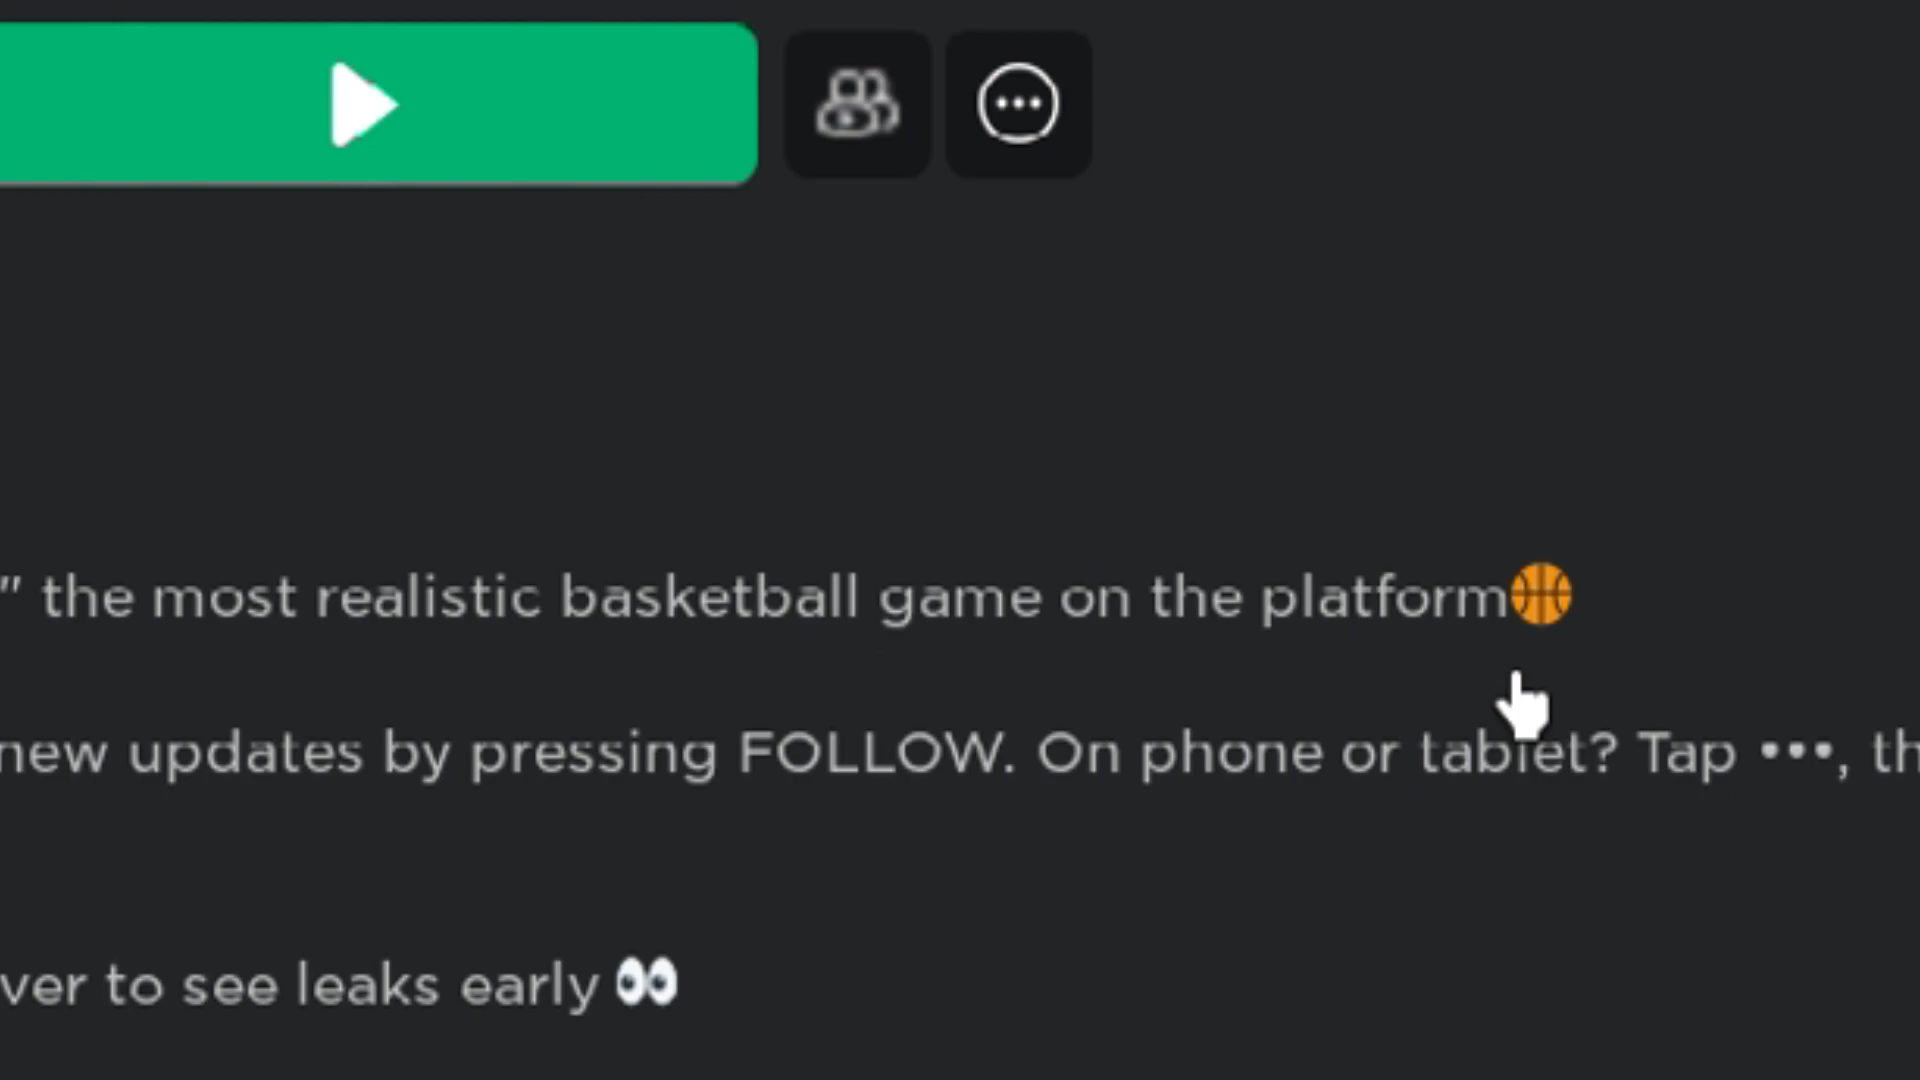 " the most realistic basketball game on the platform🏀
new updates by pressing FOLLOW. On phone or tablet? Tap •••, th
ver to see leaks early 👀